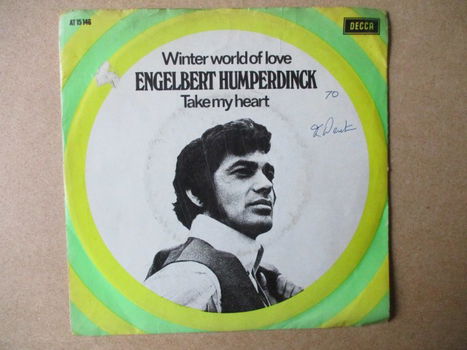 AT 15 146
DECCA
Winter world of love
ENGELBERT HUMPERDINCK
Take my heart
70